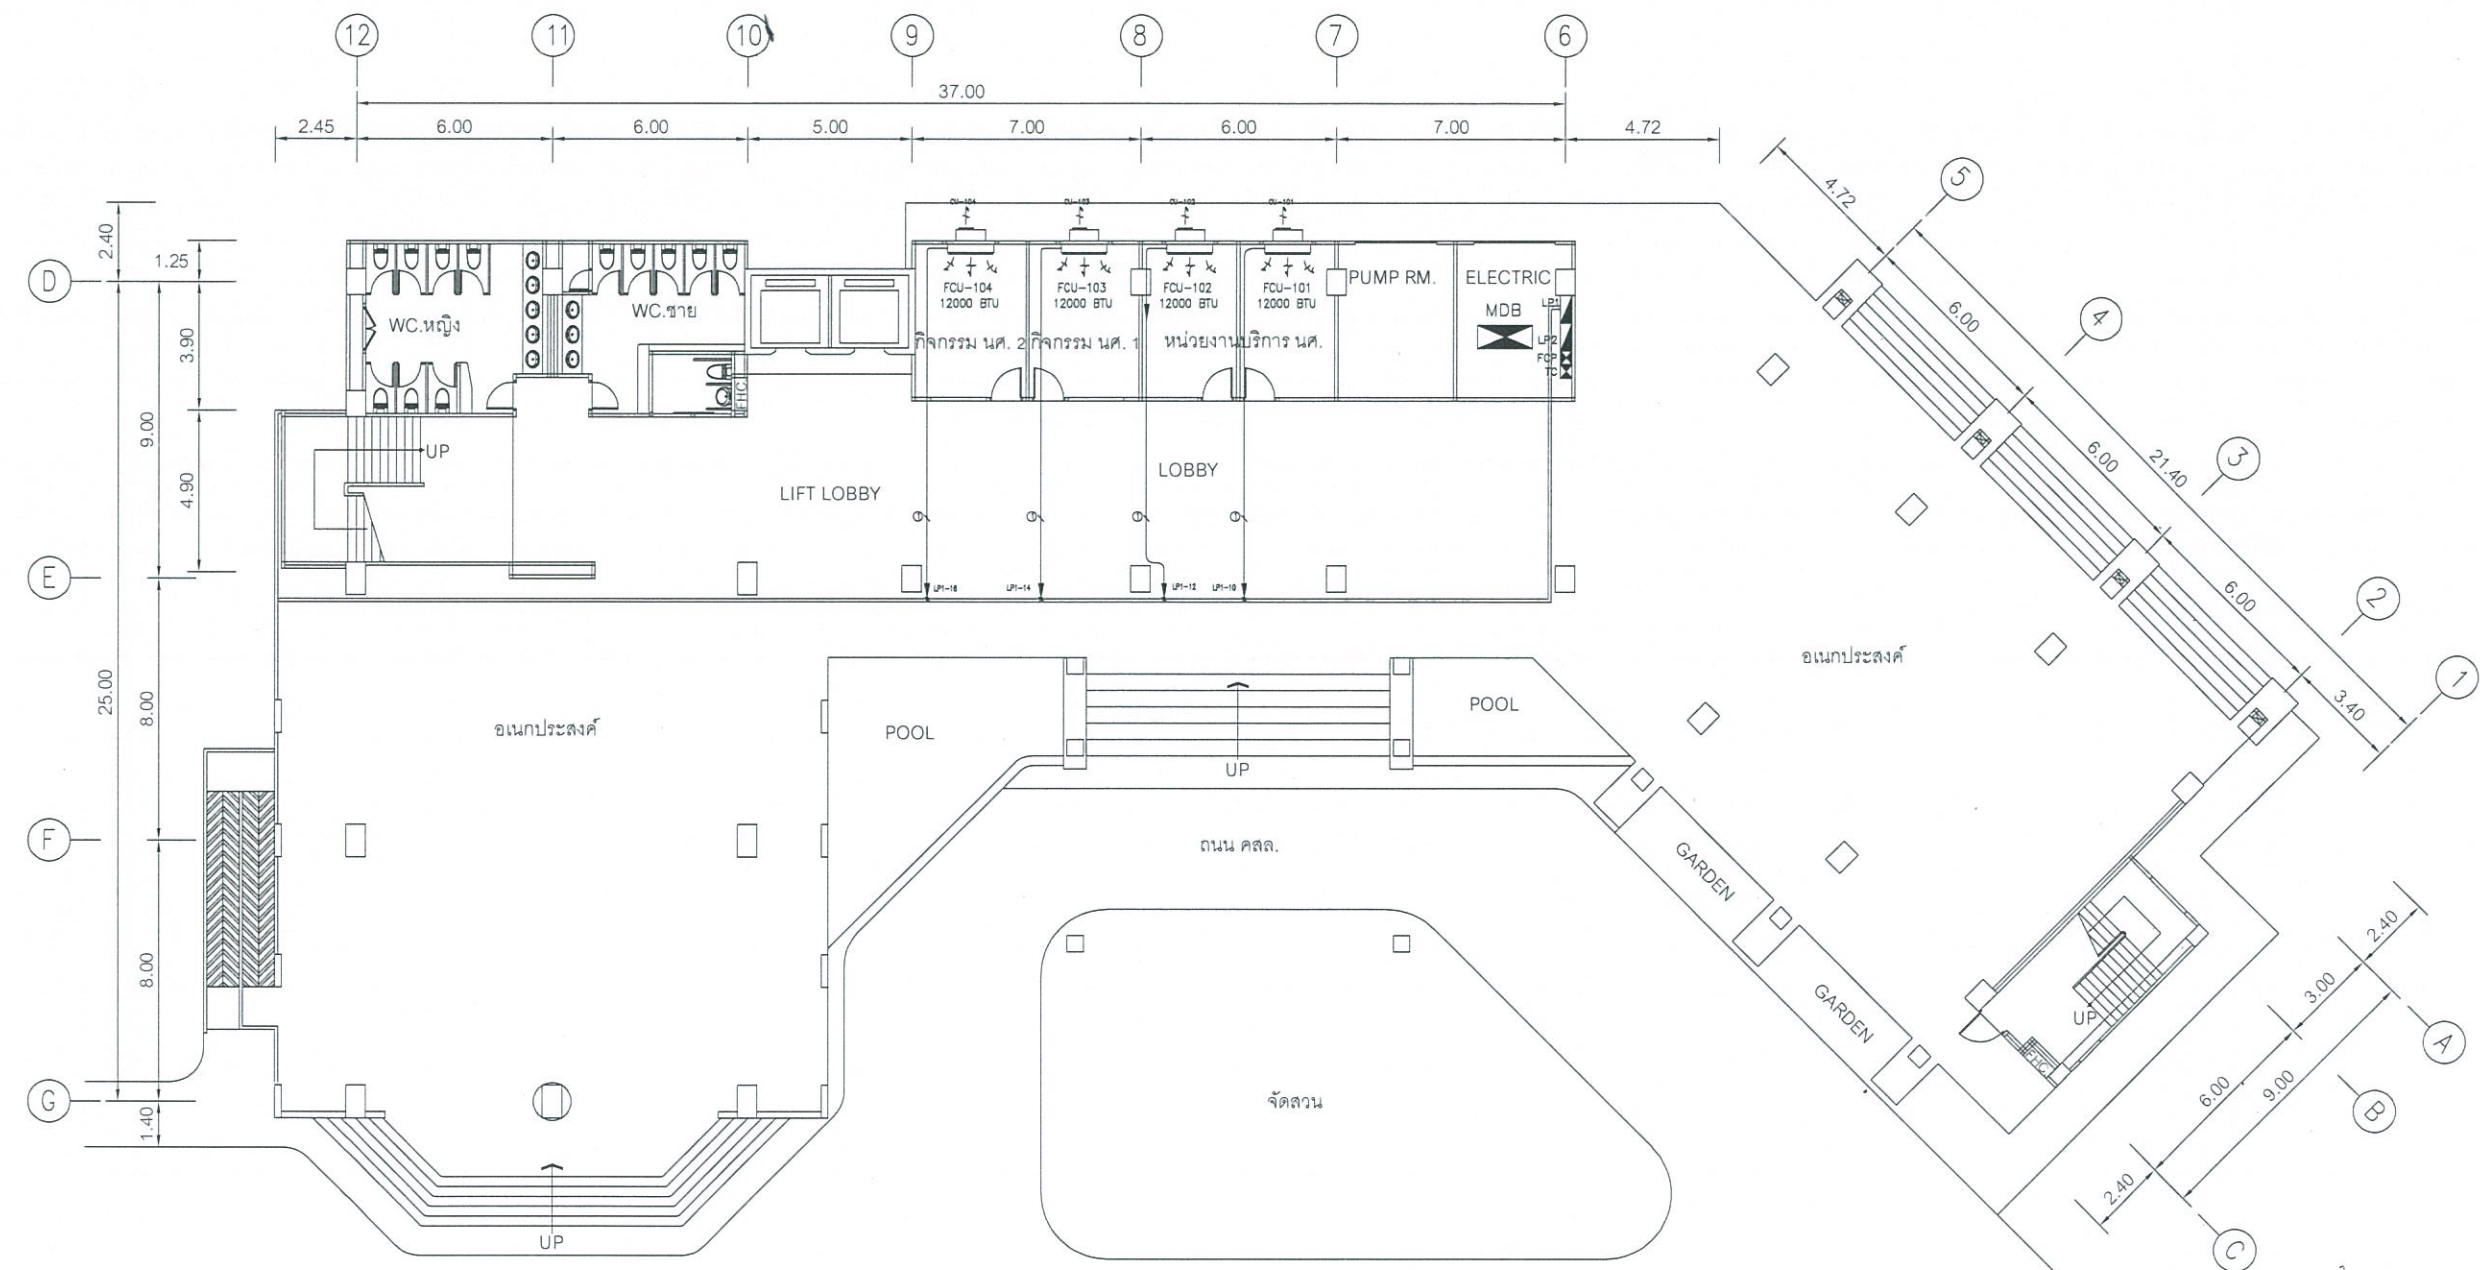 12 11 10 9 8 7 6
37.00
2.45 6.00 6.00 5.00 7.00 6.00 7.00 4.72
4.72
5
CU-104 CU-103 CU-102 CU-101
2.40
1.25
D
FCU-104
12000 BTU
FCU-103
12000 BTU
FCU-102
12000 BTU
FCU-101
12000 BTU
PUMP RM.
ELECTRIC
MDB
LP1
LP2
FCP
TC
WC.หญิง
WC.ชาย
กิจกรรม นศ. 2
กิจกรรม นศ. 1
หน่วยงานบริการ นศ.
FHC
3.90
9.00
4.90
UP
LIFT LOBBY
LOBBY
6.00
4
6.00
3
21.40
6.00
2
3.40
1
E
LP1-16
LP1-14
LP1-12
LP1-10
25.00
8.00
อเนกประสงค์
อเนกประสงค์
POOL
POOL
UP
F
ถนน คสล.
GARDEN
GARDEN
8.00
UP
FHC
2.40
3.00
A
6.00
9.00
B
2.40
C
G
1.40
จัดสวน
UP